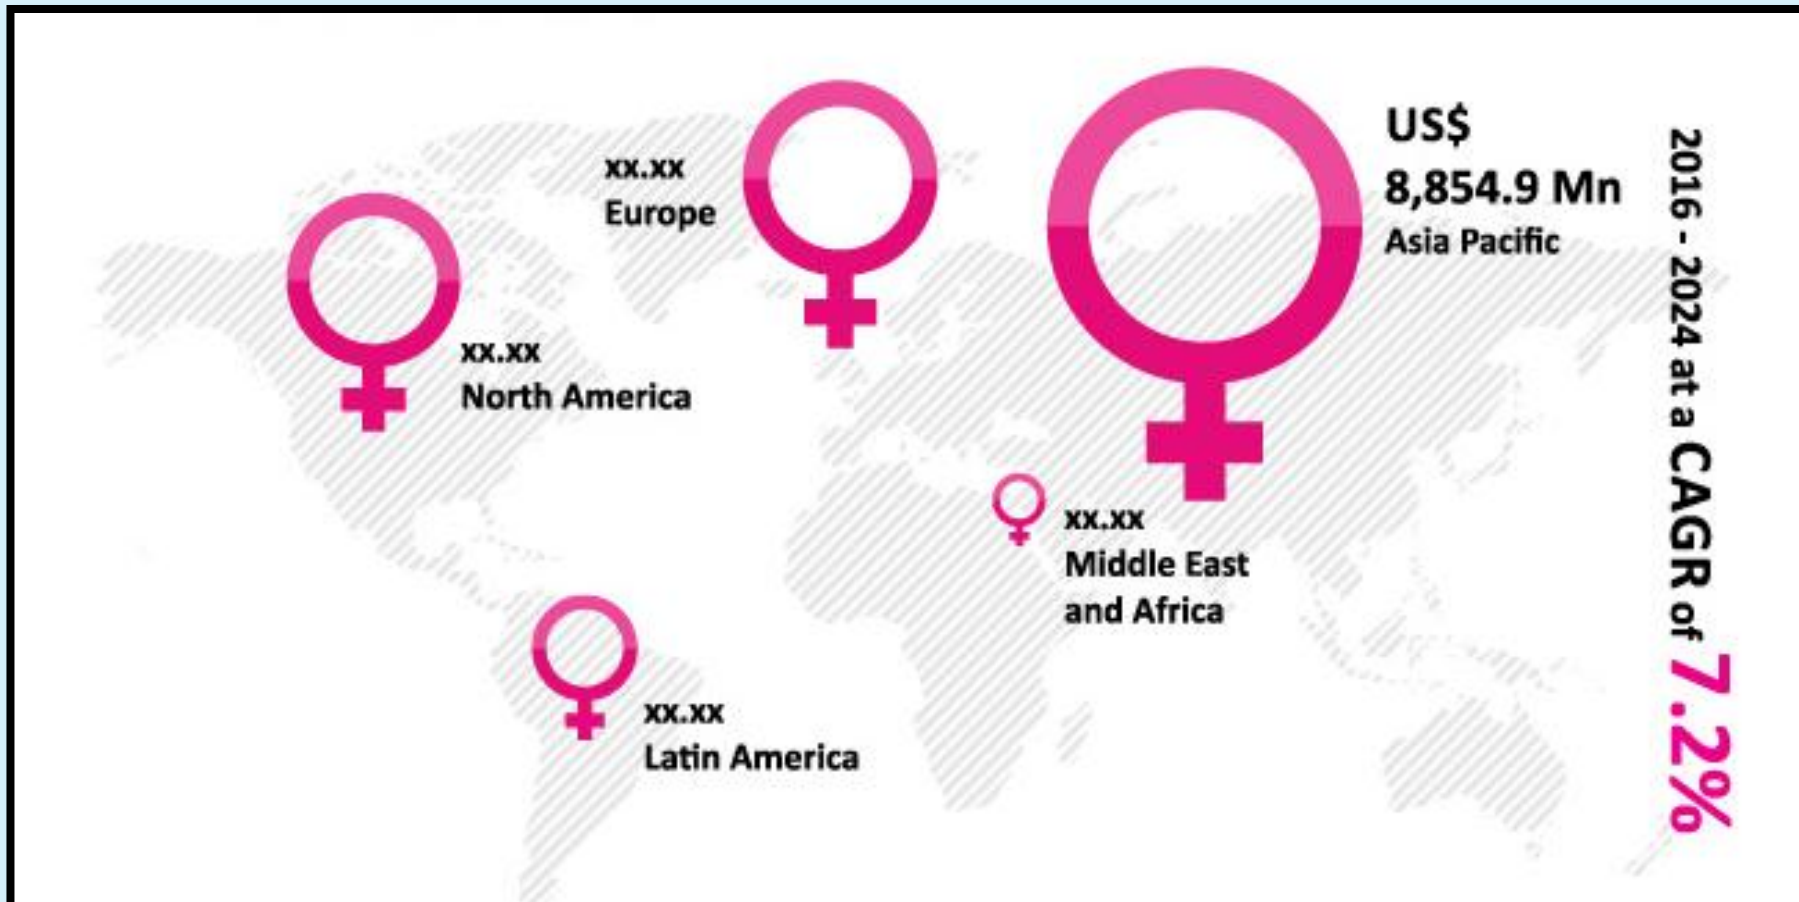 xx.xx
Europe
US$
8,854.9 Mn
Asia Pacific
xx.xx
North America
xx.xx
Middle East
and Africa
xx.xx
Latin America
2016 - 2024 at a CAGR of 7.2%